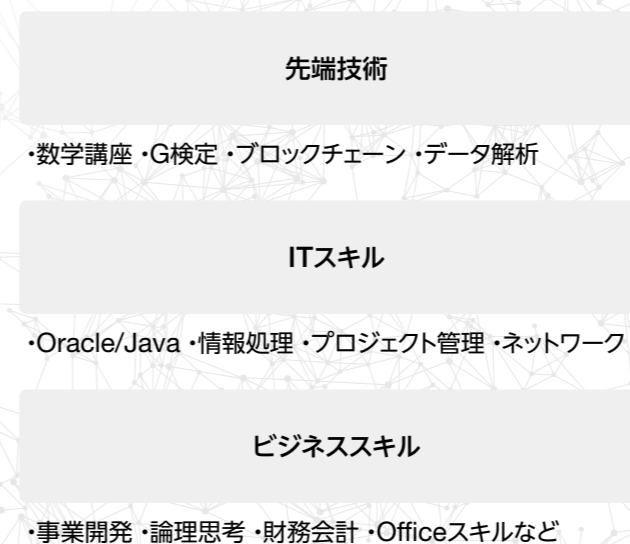 先端技術
・数学講座 ・G検定 ・ブロックチェーン ・データ解析
ITスキル
・Oracle/Java ・情報処理 ・プロジェクト管理 ・ネットワーク
ビジネススキル
・事業開発 ・論理思考 ・財務会計 ・Officeスキルなど